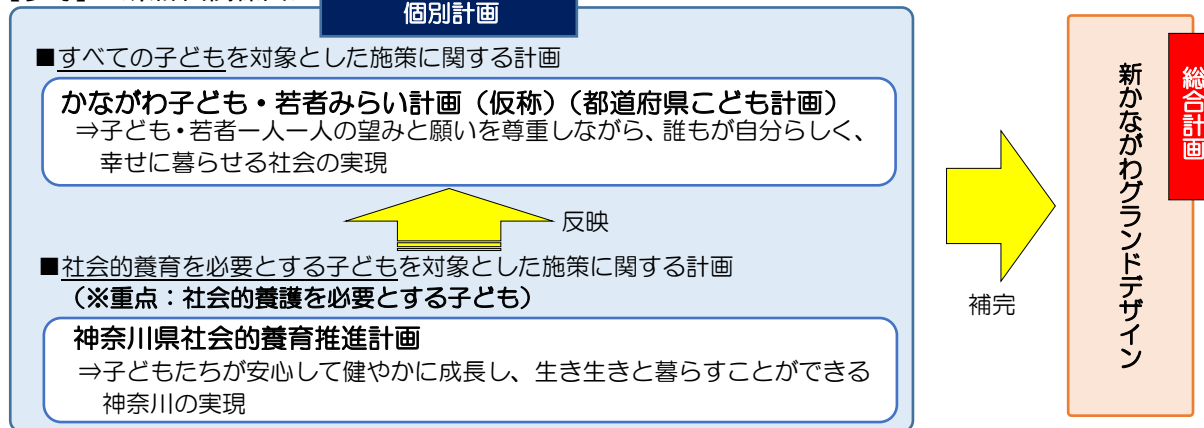 個別計画
■すべての子どもを対象とした施策に関する計画
かながわ子ども・若者みらい計画（仮称）（都道府県こども計画）
⇒子ども・若者一人一人の望みと願いを尊重しながら、誰もが自分らしく、
幸せに暮らせる社会の実現
反映
■社会的養育を必要とする子どもを対象とした施策に関する計画
（※重点：社会的養護を必要とする子ども）
神奈川県社会的養育推進計画
⇒子どもたちが安心して健やかに成長し、生き生きと暮らすことができる
神奈川の実現
補完
総合計画
新かながわグランドデザイン